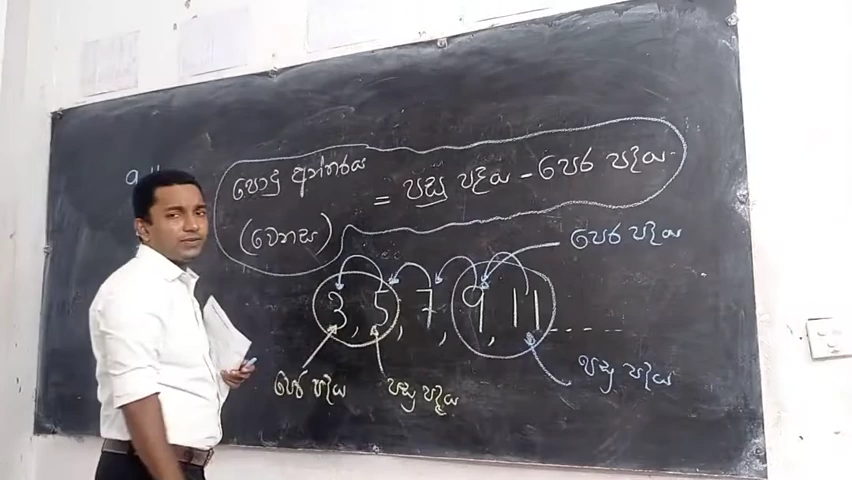 පොදු අන්තරය = පසු පදය - පෙර පදය
(වෙනස)
පෙර පදය
3, 5, 7, 9, 11 ....
පෙර පදය පසු පදය පසු පදය